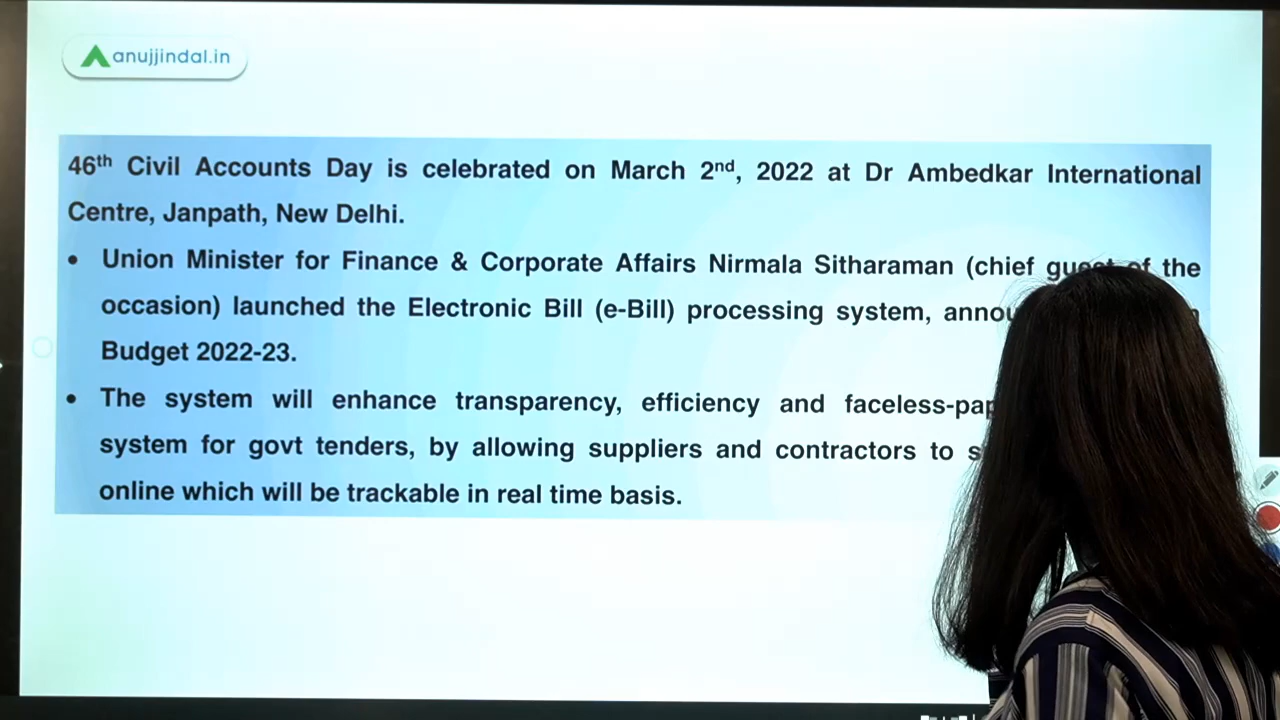 anujjindal.in
46th Civil Accounts Day is celebrated on March 2nd, 2022 at Dr Ambedkar International
Centre, Janpath, New Delhi.
• Union Minister for Finance & Corporate Affairs Nirmala Sitharaman (chief guest of the
occasion) launched the Electronic Bill (e-Bill) processing system,
Budget 2022-23.
• The system will enhance transparency, efficiency and
system for govt tenders, by allowing suppliers and contractors to
online which will be trackable in real time basis.